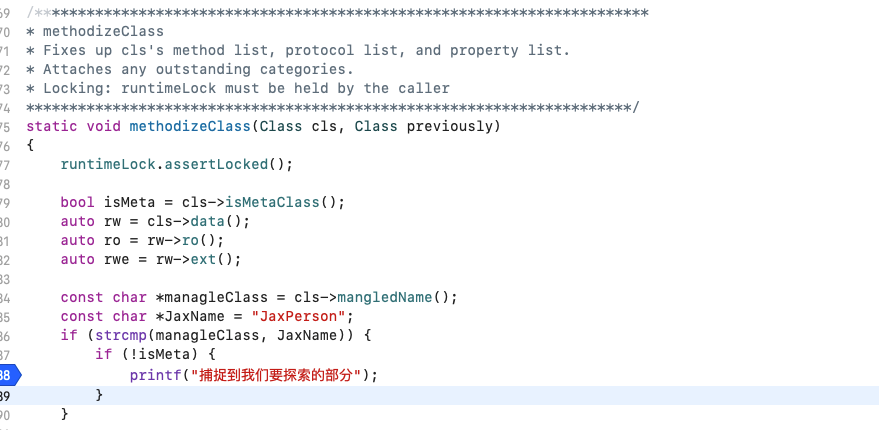 69 /************************************************************************
70 * methodizeClass
71 * Fixes up cls's method list, protocol list, and property list.
72 * Attaches any outstanding categories.
73 * Locking: runtimeLock must be held by the caller
74 **********************************************************************/
75 static void methodizeClass(Class cls, Class previously)
76 {
77     runtimeLock.assertLocked();
78
79     bool isMeta = cls->isMetaClass();
80     auto rw = cls->data();
81     auto ro = rw->ro();
82     auto rwe = rw->ext();
83
84     const char *managleClass = cls->mangledName();
85     const char *JaxName = "JaxPerson";
86     if (strcmp(managleClass, JaxName)) {
87         if (!isMeta) {
88             printf("捕捉到我们要探索的部分");
89         }
90     }